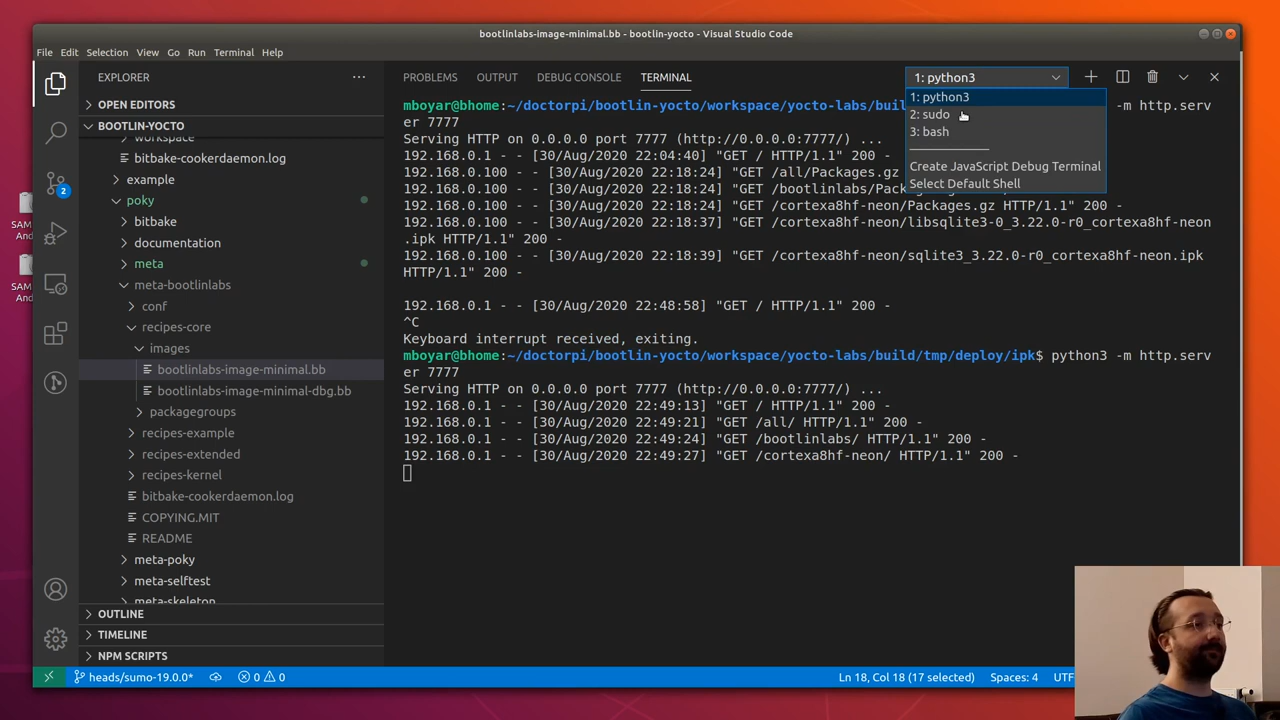 bootlinlabs-image-minimal.bb - bootlin-yocto - Visual Studio Code
File Edit Selection View Go Run Terminal Help
EXPLORER
OPEN EDITORS
BOOTLIN-YOCTO
bitbake-cookerdaemon.log
example
poky
bitbake
documentation
meta
meta-bootlinlabs
conf
recipes-core
images
bootlinlabs-image-minimal.bb
bootlinlabs-image-minimal-dbg.bb
packagegroups
recipes-example
recipes-extended
recipes-kernel
bitbake-cookerdaemon.log
COPYING.MIT
README
meta-poky
meta-selftest
meta-skeleton
OUTLINE
TIMELINE
NPM SCRIPTS
2
SAM
SAM
PROBLEMS OUTPUT DEBUG CONSOLE TERMINAL
1: python3
1: python3
2: sudo
3: bash
Create JavaScript Debug Terminal
Select Default Shell
mboyar@bhome:~/doctorpi/bootlin-yocto/workspace/yocto-labs/buil -m http.serv
er 7777
Serving HTTP on 0.0.0.0 port 7777 (http://0.0.0.0:7777/) ...
192.168.0.1 - - [30/Aug/2020 22:04:40] "GET / HTTP/1.1" 200 -
192.168.0.100 - - [30/Aug/2020 22:18:24] "GET /all/Packages.gz
192.168.0.100 - - [30/Aug/2020 22:18:24] "GET /bootlinlabs/Pack
192.168.0.100 - - [30/Aug/2020 22:18:24] "GET /cortexa8hf-neon/Packages.gz HTTP/1.1" 200 -
192.168.0.100 - - [30/Aug/2020 22:18:37] "GET /cortexa8hf-neon/libsqlite3-0_3.22.0-r0_cortexa8hf-neon
.ipk HTTP/1.1" 200 -
192.168.0.100 - - [30/Aug/2020 22:18:39] "GET /cortexa8hf-neon/sqlite3_3.22.0-r0_cortexa8hf-neon.ipk
HTTP/1.1" 200 -
192.168.0.1 - - [30/Aug/2020 22:48:58] "GET / HTTP/1.1" 200 -
^C
Keyboard interrupt received, exiting.
mboyar@bhome:~/doctorpi/bootlin-yocto/workspace/yocto-labs/build/tmp/deploy/ipk$ python3 -m http.serv
er 7777
Serving HTTP on 0.0.0.0 port 7777 (http://0.0.0.0:7777/) ...
192.168.0.1 - - [30/Aug/2020 22:49:13] "GET / HTTP/1.1" 200 -
192.168.0.1 - - [30/Aug/2020 22:49:21] "GET /all/ HTTP/1.1" 200 -
192.168.0.1 - - [30/Aug/2020 22:49:24] "GET /bootlinlabs/ HTTP/1.1" 200 -
192.168.0.1 - - [30/Aug/2020 22:49:27] "GET /cortexa8hf-neon/ HTTP/1.1" 200 -
heads/sumo-19.0.0* 0 0 Ln 18, Col 18 (17 selected) Spaces: 4 UTF